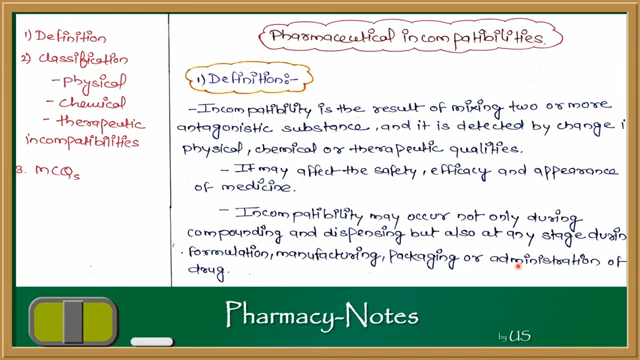 1) Definition
2) Classification
- physical
- chemical
- therapeutic
incompatibilities
3. MCQs
Pharmaceutical incompatibilities.
1) Definition:-
- Incompatibility is the result of mixing two or more
antagonistic substance, and it is detected by change i
physical, chemical or therapeutic qualities.
- It may affect the safety, efficacy and appearance
of medicine.
- Incompatibility may occur not only during
compounding and dispensing but also at any stage durin
formulation, manufacturing, packaging or administration of
drug.
Pharmacy-Notes
by US